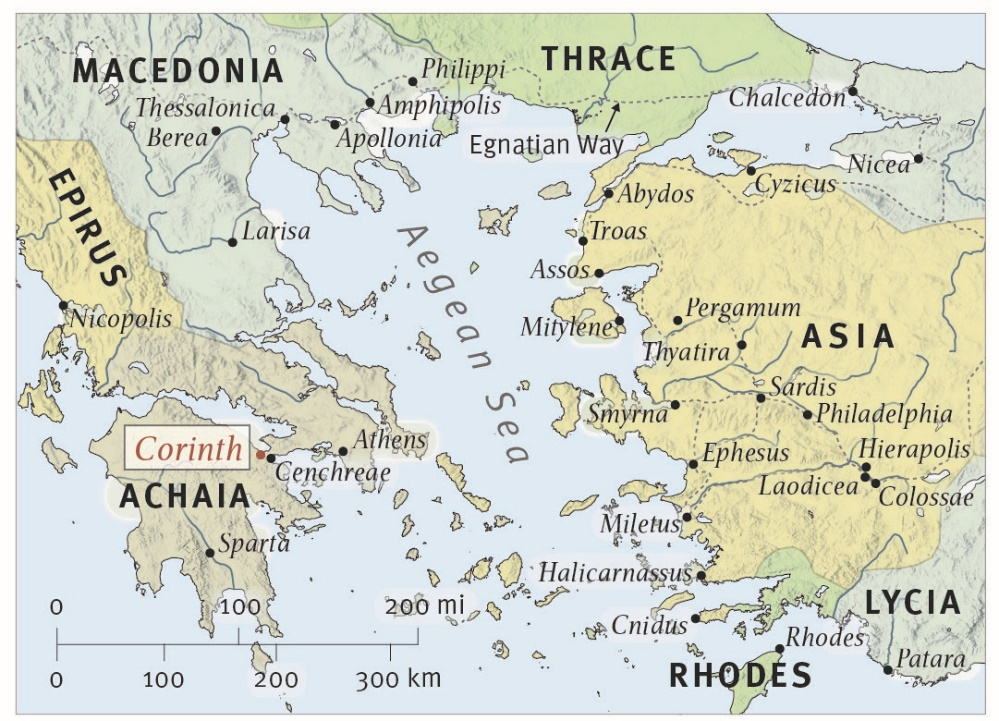 THRACE
MACEDONIA
Philippi
Thessalonica
Amphipolis
Chalcedon
Berea
Apollonia
Egnatian Way
Nicea
Cyzicus
EPIRUS
Abydos
Larisa
Troas
Aegean Sea
Assos
Nicopolis
Mitylene
Pergamum
ASIA
Thyatira
Sardis
Smyrna
Philadelphia
Corinth
Athens
Cenchreae
Ephesus
Hierapolis
ACHAIA
Laodicea
Colossae
Miletus
Sparta
Halicarnassus
LYCIA
0 100 200 mi
Cnidus
Rhodes
RHODES
Patara
0 100 200 300 km